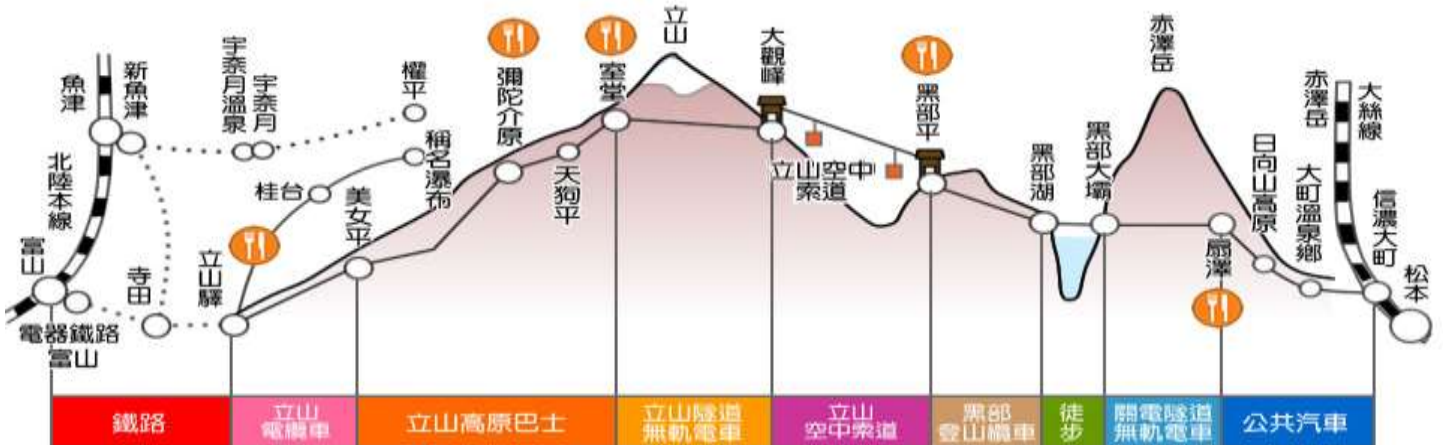 魚津
新魚津
北陸本線
富山
電器鐵路
富山
寺田
宇奈月溫泉
宇奈月
欋平
稱名瀑布
桂台
立山驛
美女平
彌陀介原
天狗平
室堂
立山
大觀峰
立山空中
索道
黑部平
黑部湖
黑部大壩
赤澤岳
扇澤
日向山高原
大町溫泉鄉
赤澤岳
大絲線
信濃大町
松本
鐵路
立山
電纜車
立山高原巴士
立山隧道
無軌電車
立山
空中索道
黑部
登山纜車
徒
步
關電隧道
無軌電車
公共汽車